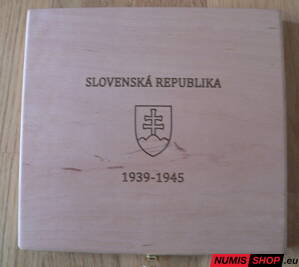 SLOVENSKÁ REPUBLIKA
1939-1945
NUMIS SHOP.eu